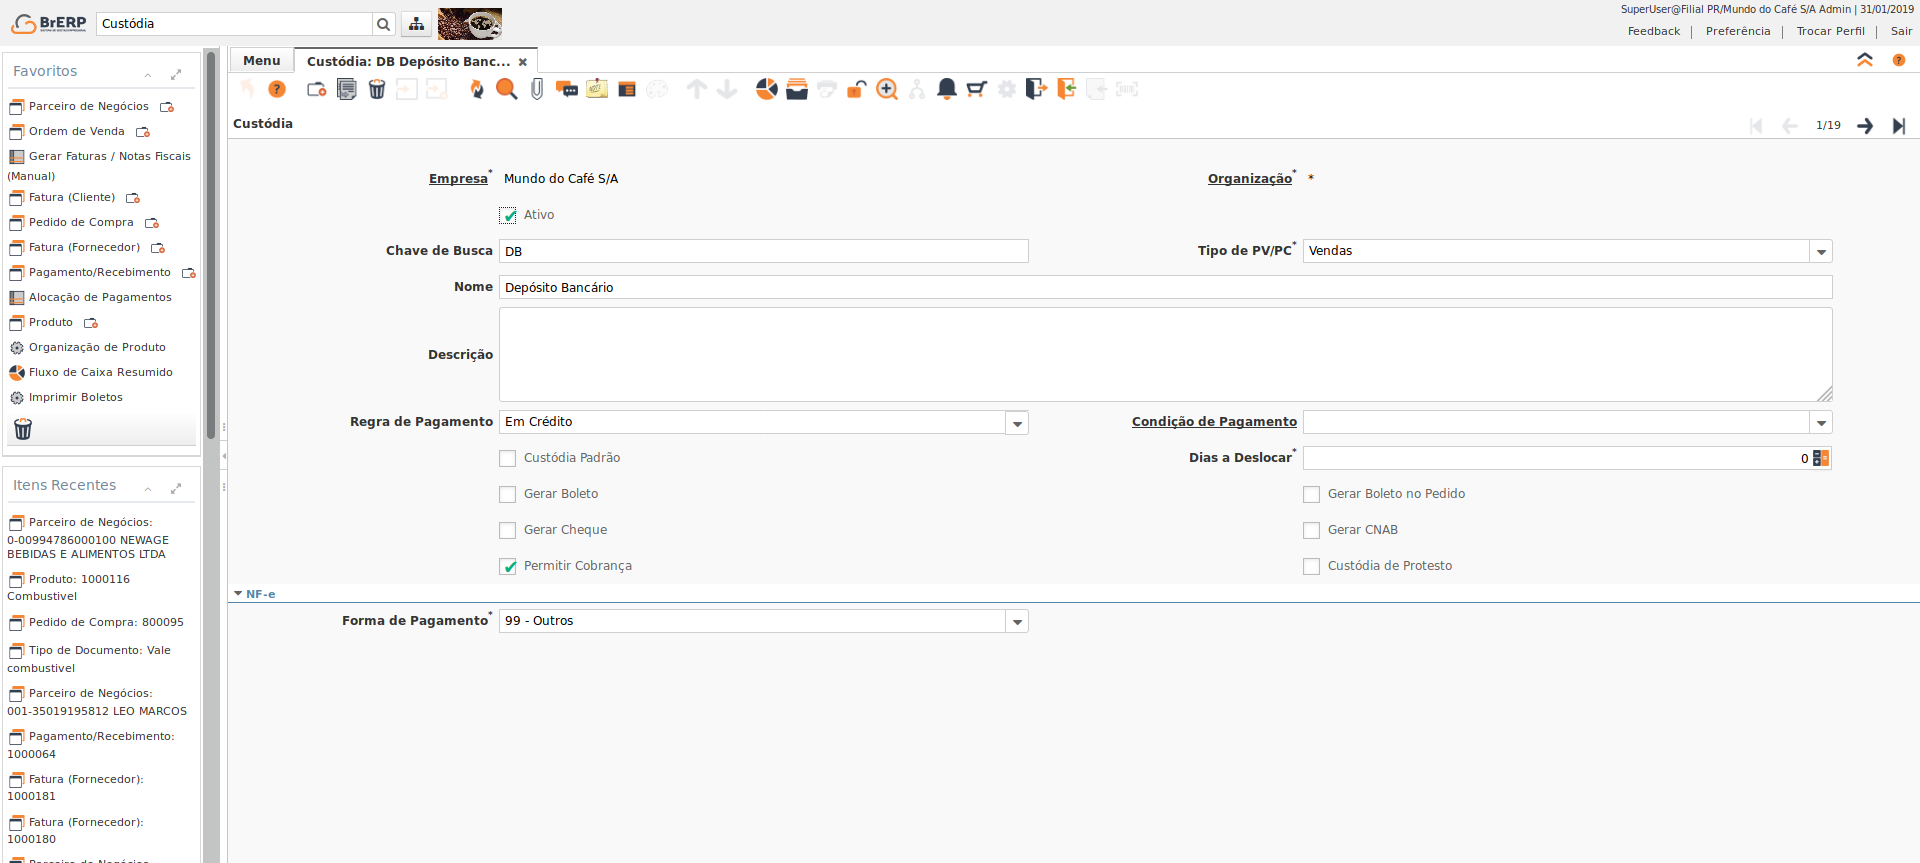 BrERP
Custódia
SuperUser@Filial PR/Mundo do Café S/A Admin | 31/01/2019
Feedback | Preferência | Trocar Perfil | Sair
Favoritos
Parceiro de Negócios
Ordem de Venda
Gerar Faturas / Notas Fiscais
(Manual)
Fatura (Cliente)
Pedido de Compra
Fatura (Fornecedor)
Pagamento/Recebimento
Alocação de Pagamentos
Produto
Organização de Produto
Fluxo de Caixa Resumido
Imprimir Boletos
Itens Recentes
Parceiro de Negócios:
0-00994786000100 NEWAGE
BEBIDAS E ALIMENTOS LTDA
Produto: 1000116
Combustivel
Pedido de Compra: 800095
Tipo de Documento: Vale
combustivel
Parceiro de Negócios:
001-35019195812 LEO MARCOS
Pagamento/Recebimento:
1000064
Fatura (Fornecedor):
1000181
Fatura (Fornecedor):
1000180
Menu
Custódia: DB Depósito Banc... ×
Custódia
1/19
Empresa* Mundo do Café S/A
Organização* *
Ativo
Chave de Busca DB
Tipo de PV/PC* Vendas
Nome Depósito Bancário
Descrição
Regra de Pagamento Em Crédito
Condição de Pagamento
Custódia Padrão
Dias a Deslocar* 0
Gerar Boleto
Gerar Boleto no Pedido
Gerar Cheque
Gerar CNAB
Permitir Cobrança
Custódia de Protesto
NF-e
Forma de Pagamento* 99 - Outros